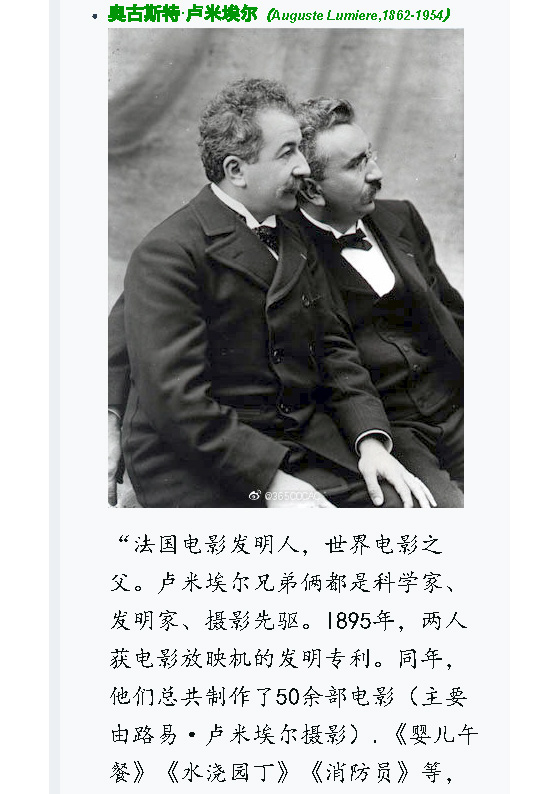 奥古斯特·卢米埃尔 (Auguste Lumiere,1862-1954)
“法国电影发明人，世界电影之
父。卢米埃尔兄弟俩都是科学家、
发明家、摄影先驱。1895年，两人
获电影放映机的发明专利。同年，
他们总共制作了50余部电影（主要
由路易·卢米埃尔摄影）.《婴儿午
餐》《水浇园丁》《消防员》等，